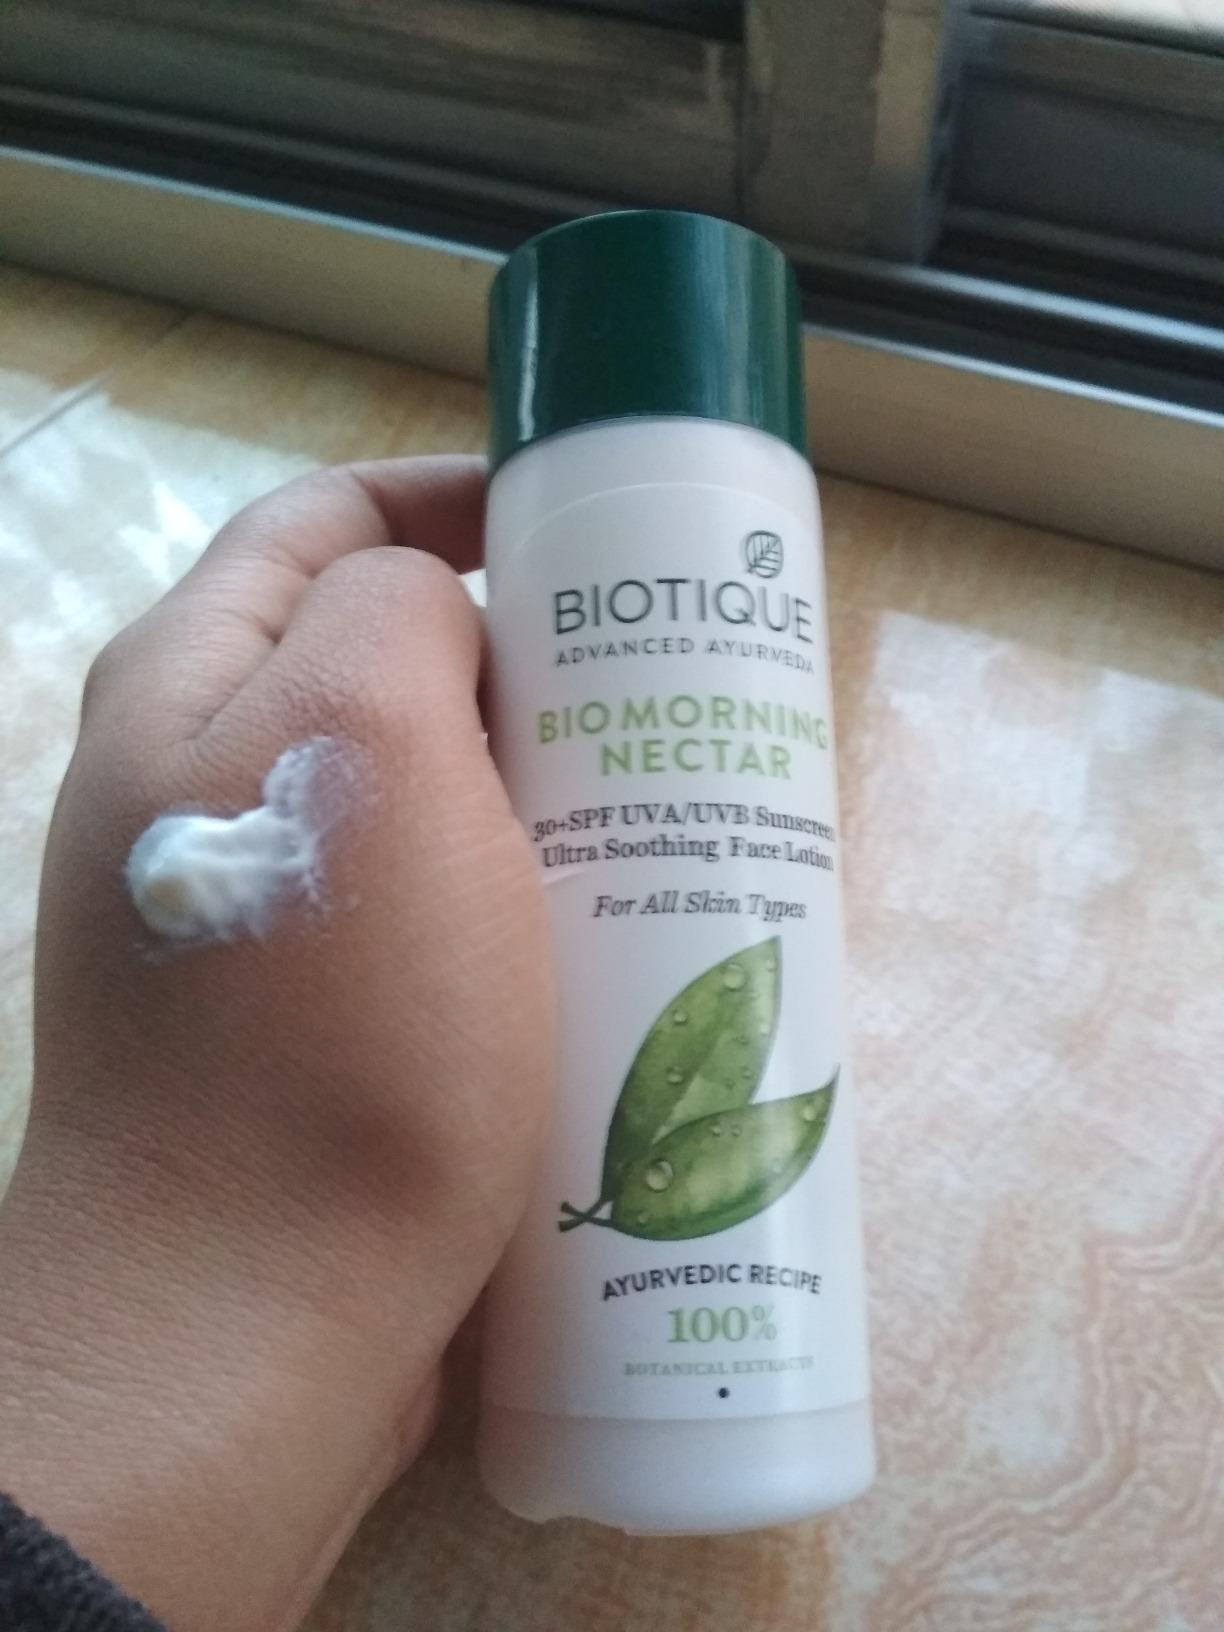 BIOTIQUE
ADVANCED AYURVEDA
BIO MORNING
NECTAR
30+SPF UVA/UVB Sunscreen
Ultra Soothing Face Lotion
For All Skin Types
AYURVEDIC RECIPE
100%
BOTANICAL EXTRACTS